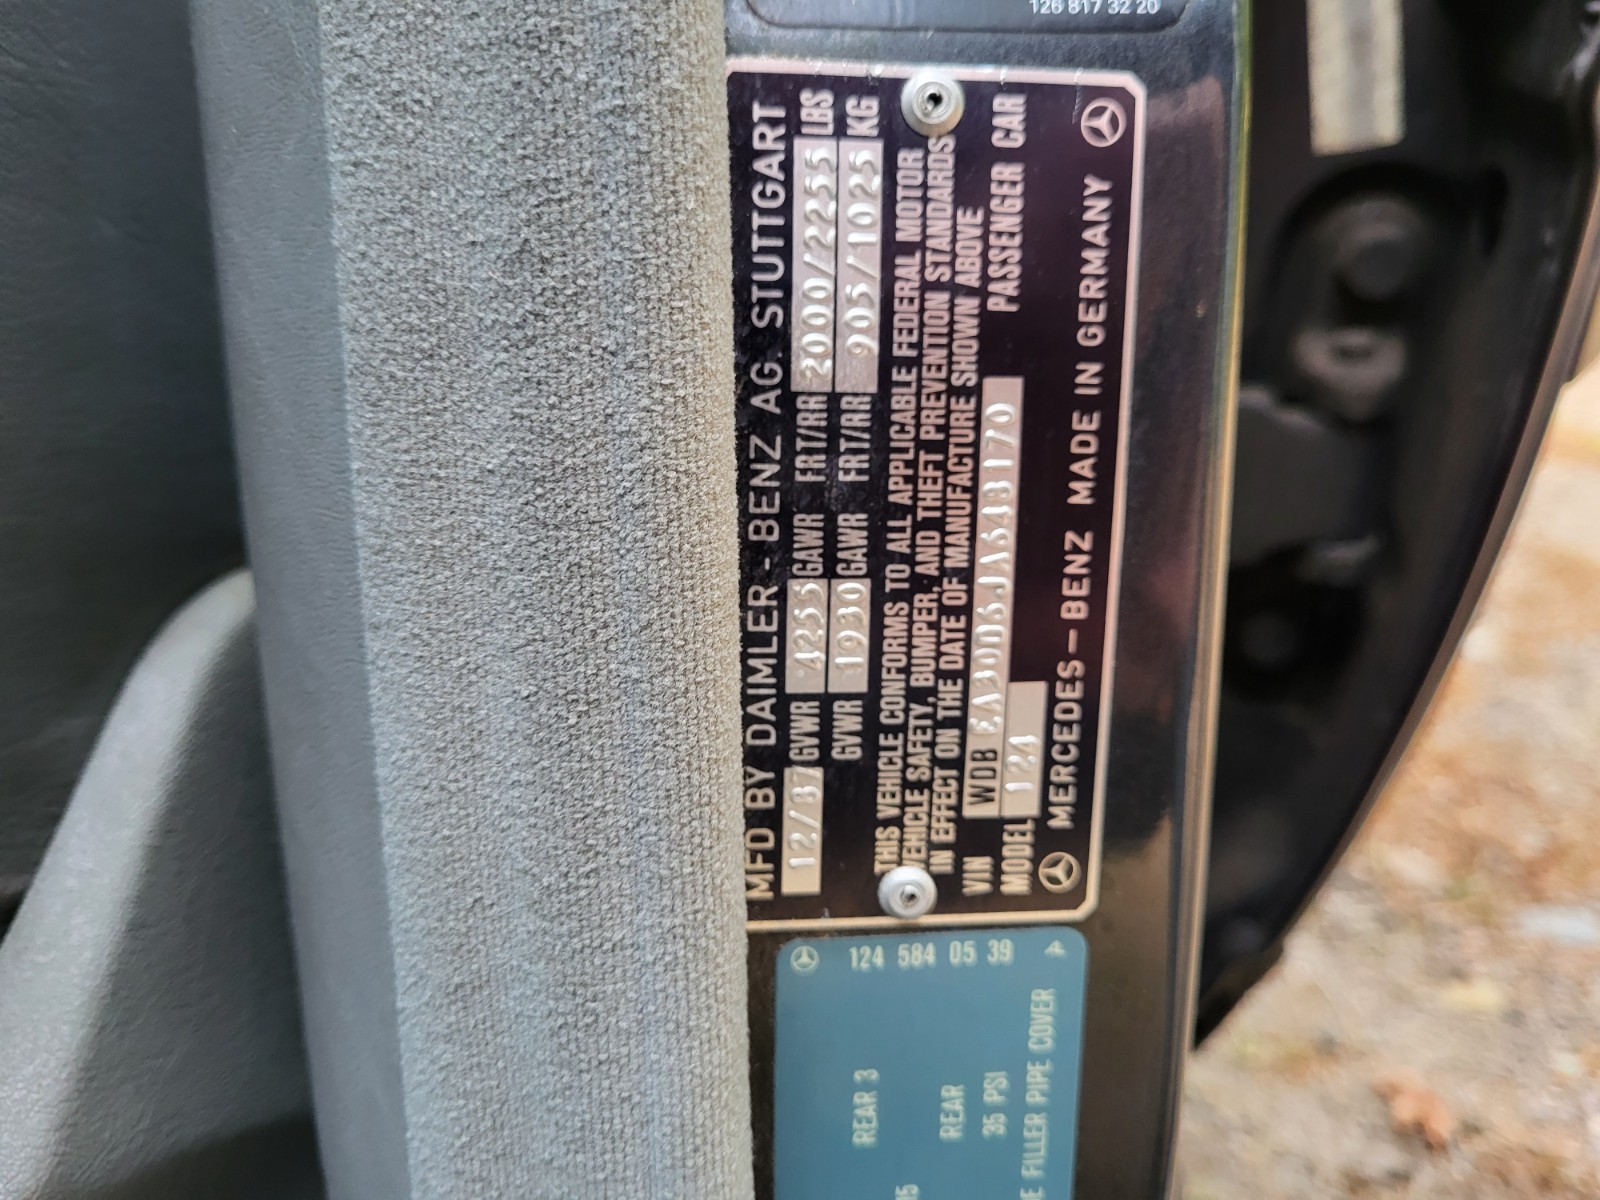 126 817 32 20
MFD BY DAIMLER-BENZ AG. STUTTGART
12/87 GVWR 4255 GAWR FRT/RR 2000/2255 LBS
GVWR 1930 GAWR FRT/RR 905/1025 KG
THIS VEHICLE CONFORMS TO ALL APPLICABLE FEDERAL MOTOR
VEHICLE SAFETY, BUMPER, AND THEFT PREVENTION STANDARDS
IN EFFECT ON THE DATE OF MANUFACTURE SHOWN ABOVE
VIN WDB EA30D6JA648170 PASSENGER CAR
MODEL 124
MERCEDES-BENZ MADE IN GERMANY
124 584 05 39 A
REAR 3
REAR
35 PSI
FILLER PIPE COVER